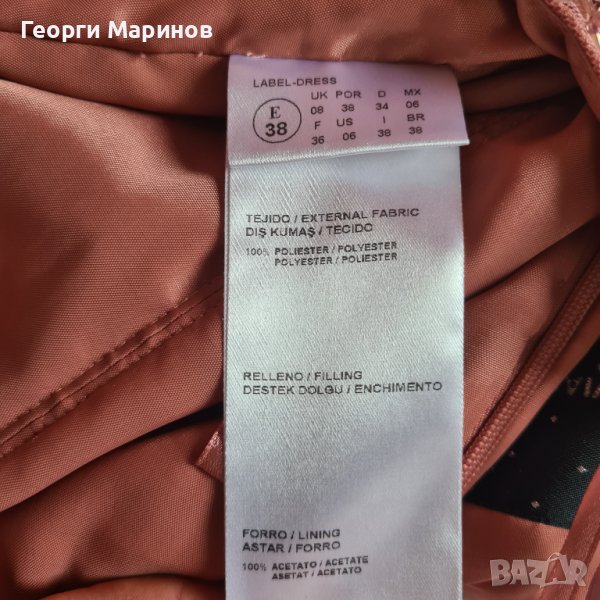 Георги Маринов
LABEL-DRESS
E 38
UK POR D MX
08 38 34 06
F US I BR
36 06 38 38
TEJIDO / EXTERNAL FABRIC
DIŞ KUMAŞ / TECIDO
100% POLIESTER / POLYESTER
POLYESTER / POLIESTER
RELLENO / FILLING
DESTEK DOLGU / ENCHIMENTO
FORRO / LINING
ASTAR / FORRO
100% ACETATO / ACETATE
ASETAT / ACETATO
BAZAR